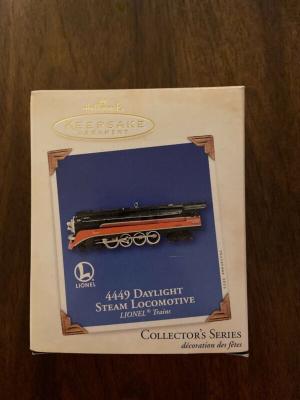 Hallmark
KEEPSAKE
ORNAMENT
L
LIONEL
4449 DAYLIGHT
STEAM LOCOMOTIVE
LIONEL® Trains
COLLECTOR'S SERIES
décoration des fêtes